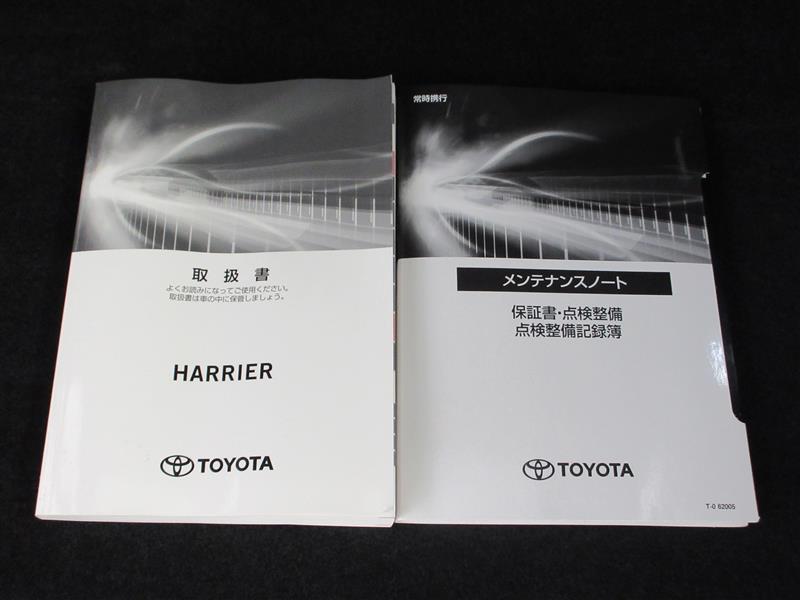 取扱書
よくお読みになってご使用ください。
取扱書は車の中に保管しましょう。
HARRIER
TOYOTA
常時携行
メンテナンスノート
保証書・点検整備
点検整備記録簿
TOYOTA
T-0 62005